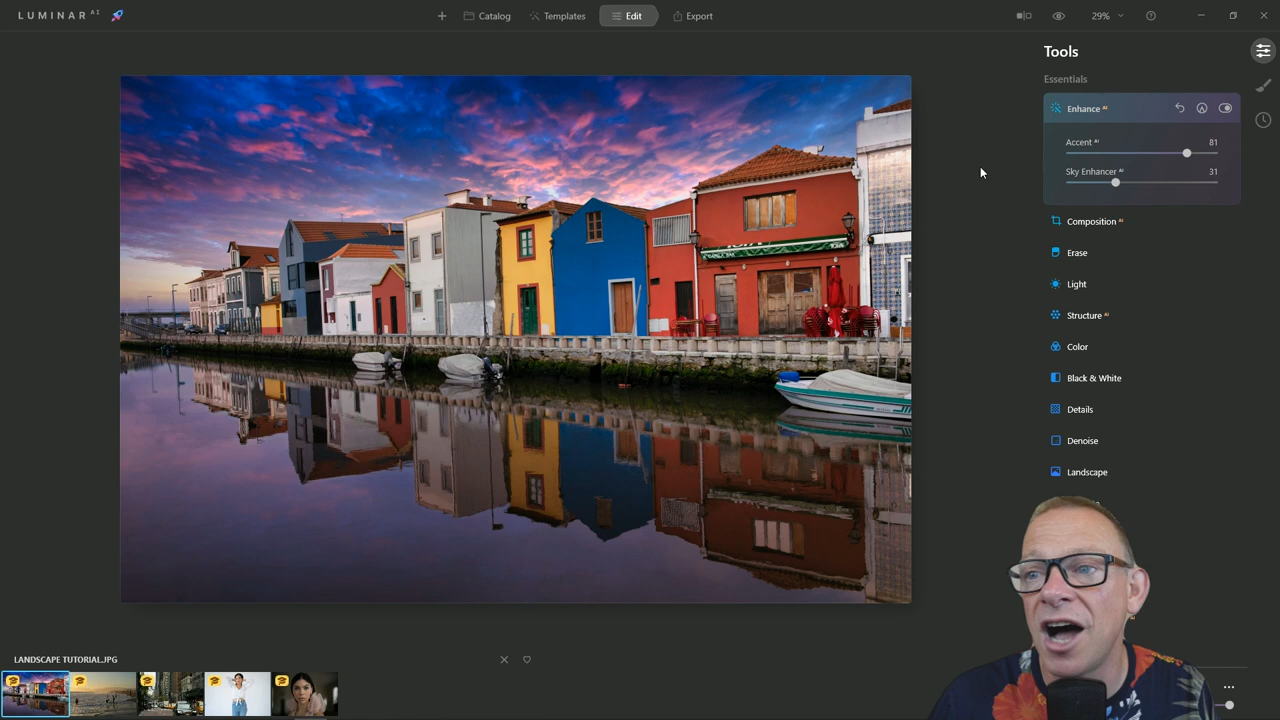 LUMINAR AI
Catalog
Templates
Edit
Export
29%
Tools
Essentials
Enhance AI
Accent AI
81
Sky Enhancer AI
31
Composition AI
Erase
Light
Structure AI
Color
Black & White
Details
Denoise
Landscape
LANDSCAPE TUTORIAL.JPG